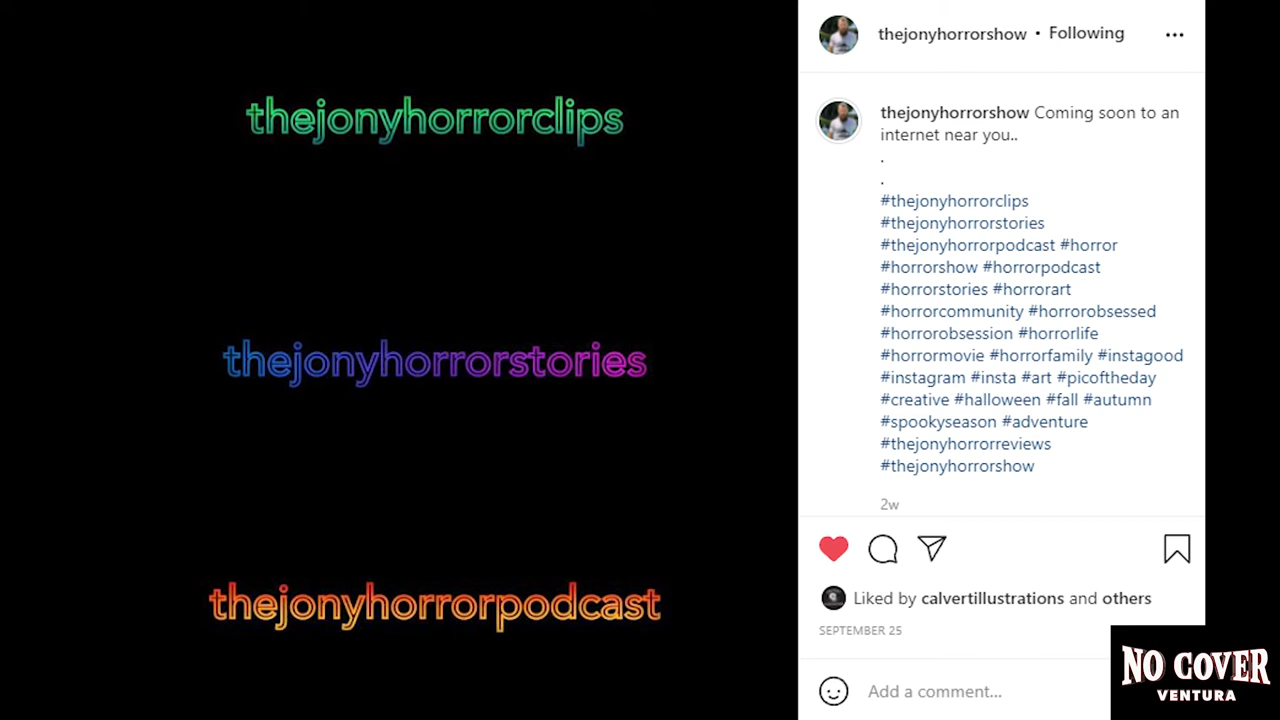 thejonyhorrorclips
thejonyhorrorstories
thejonyhorrorpodcast
thejonyhorrorshow • Following
thejonyhorrorshow Coming soon to an
internet near you..
.
.
#thejonyhorrorclips
#thejonyhorrorstories
#thejonyhorrorpodcast #horror
#horrorshow #horrorpodcast
#horrorstories #horrorart
#horrorcommunity #horrorobsessed
#horrorobsession #horrorlife
#horrormovie #horrorfamily #instagood
#instagram #insta #art #picoftheday
#creative #halloween #fall #autumn
#spookyseason #adventure
#thejonyhorrorreviews
#thejonyhorrorshow
2w
Liked by calvertillustrations and others
SEPTEMBER 25
Add a comment...
NO COVER
VENTURA